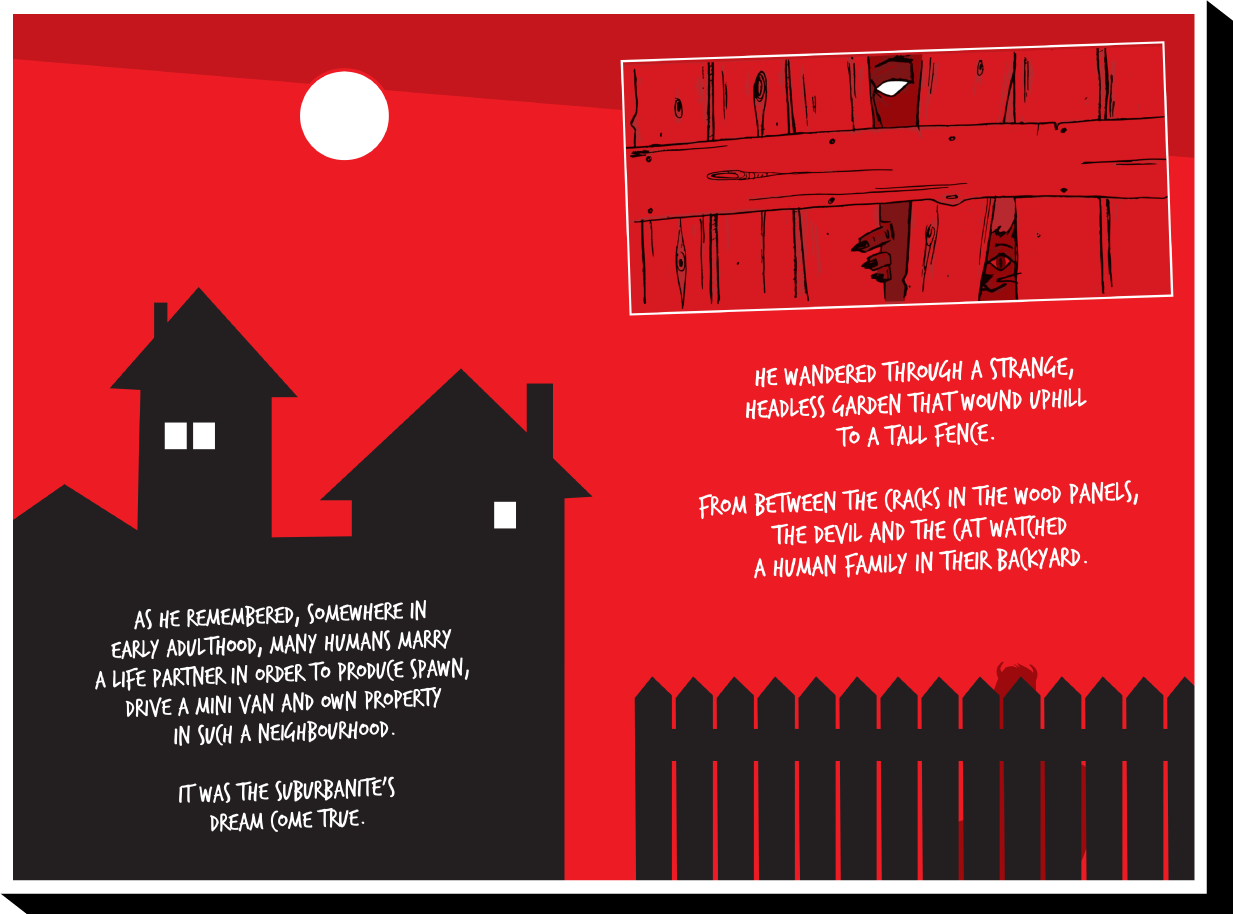 AS HE REMEMBERED, SOMEWHERE IN
EARLY ADULTHOOD, MANY HUMANS MARRY
A LIFE PARTNER IN ORDER TO PRODUCE SPAWN,
DRIVE A MINI VAN AND OWN PROPERTY
IN SUCH A NEIGHBOURHOOD.
IT WAS THE SUBURBANITE'S
DREAM COME TRUE.
HE WANDERED THROUGH A STRANGE,
HEADLESS GARDEN THAT WOUND UPHILL
TO A TALL FENCE.
FROM BETWEEN THE CRACKS IN THE WOOD PANELS,
THE DEVIL AND THE CAT WATCHED
A HUMAN FAMILY IN THEIR BACKYARD.